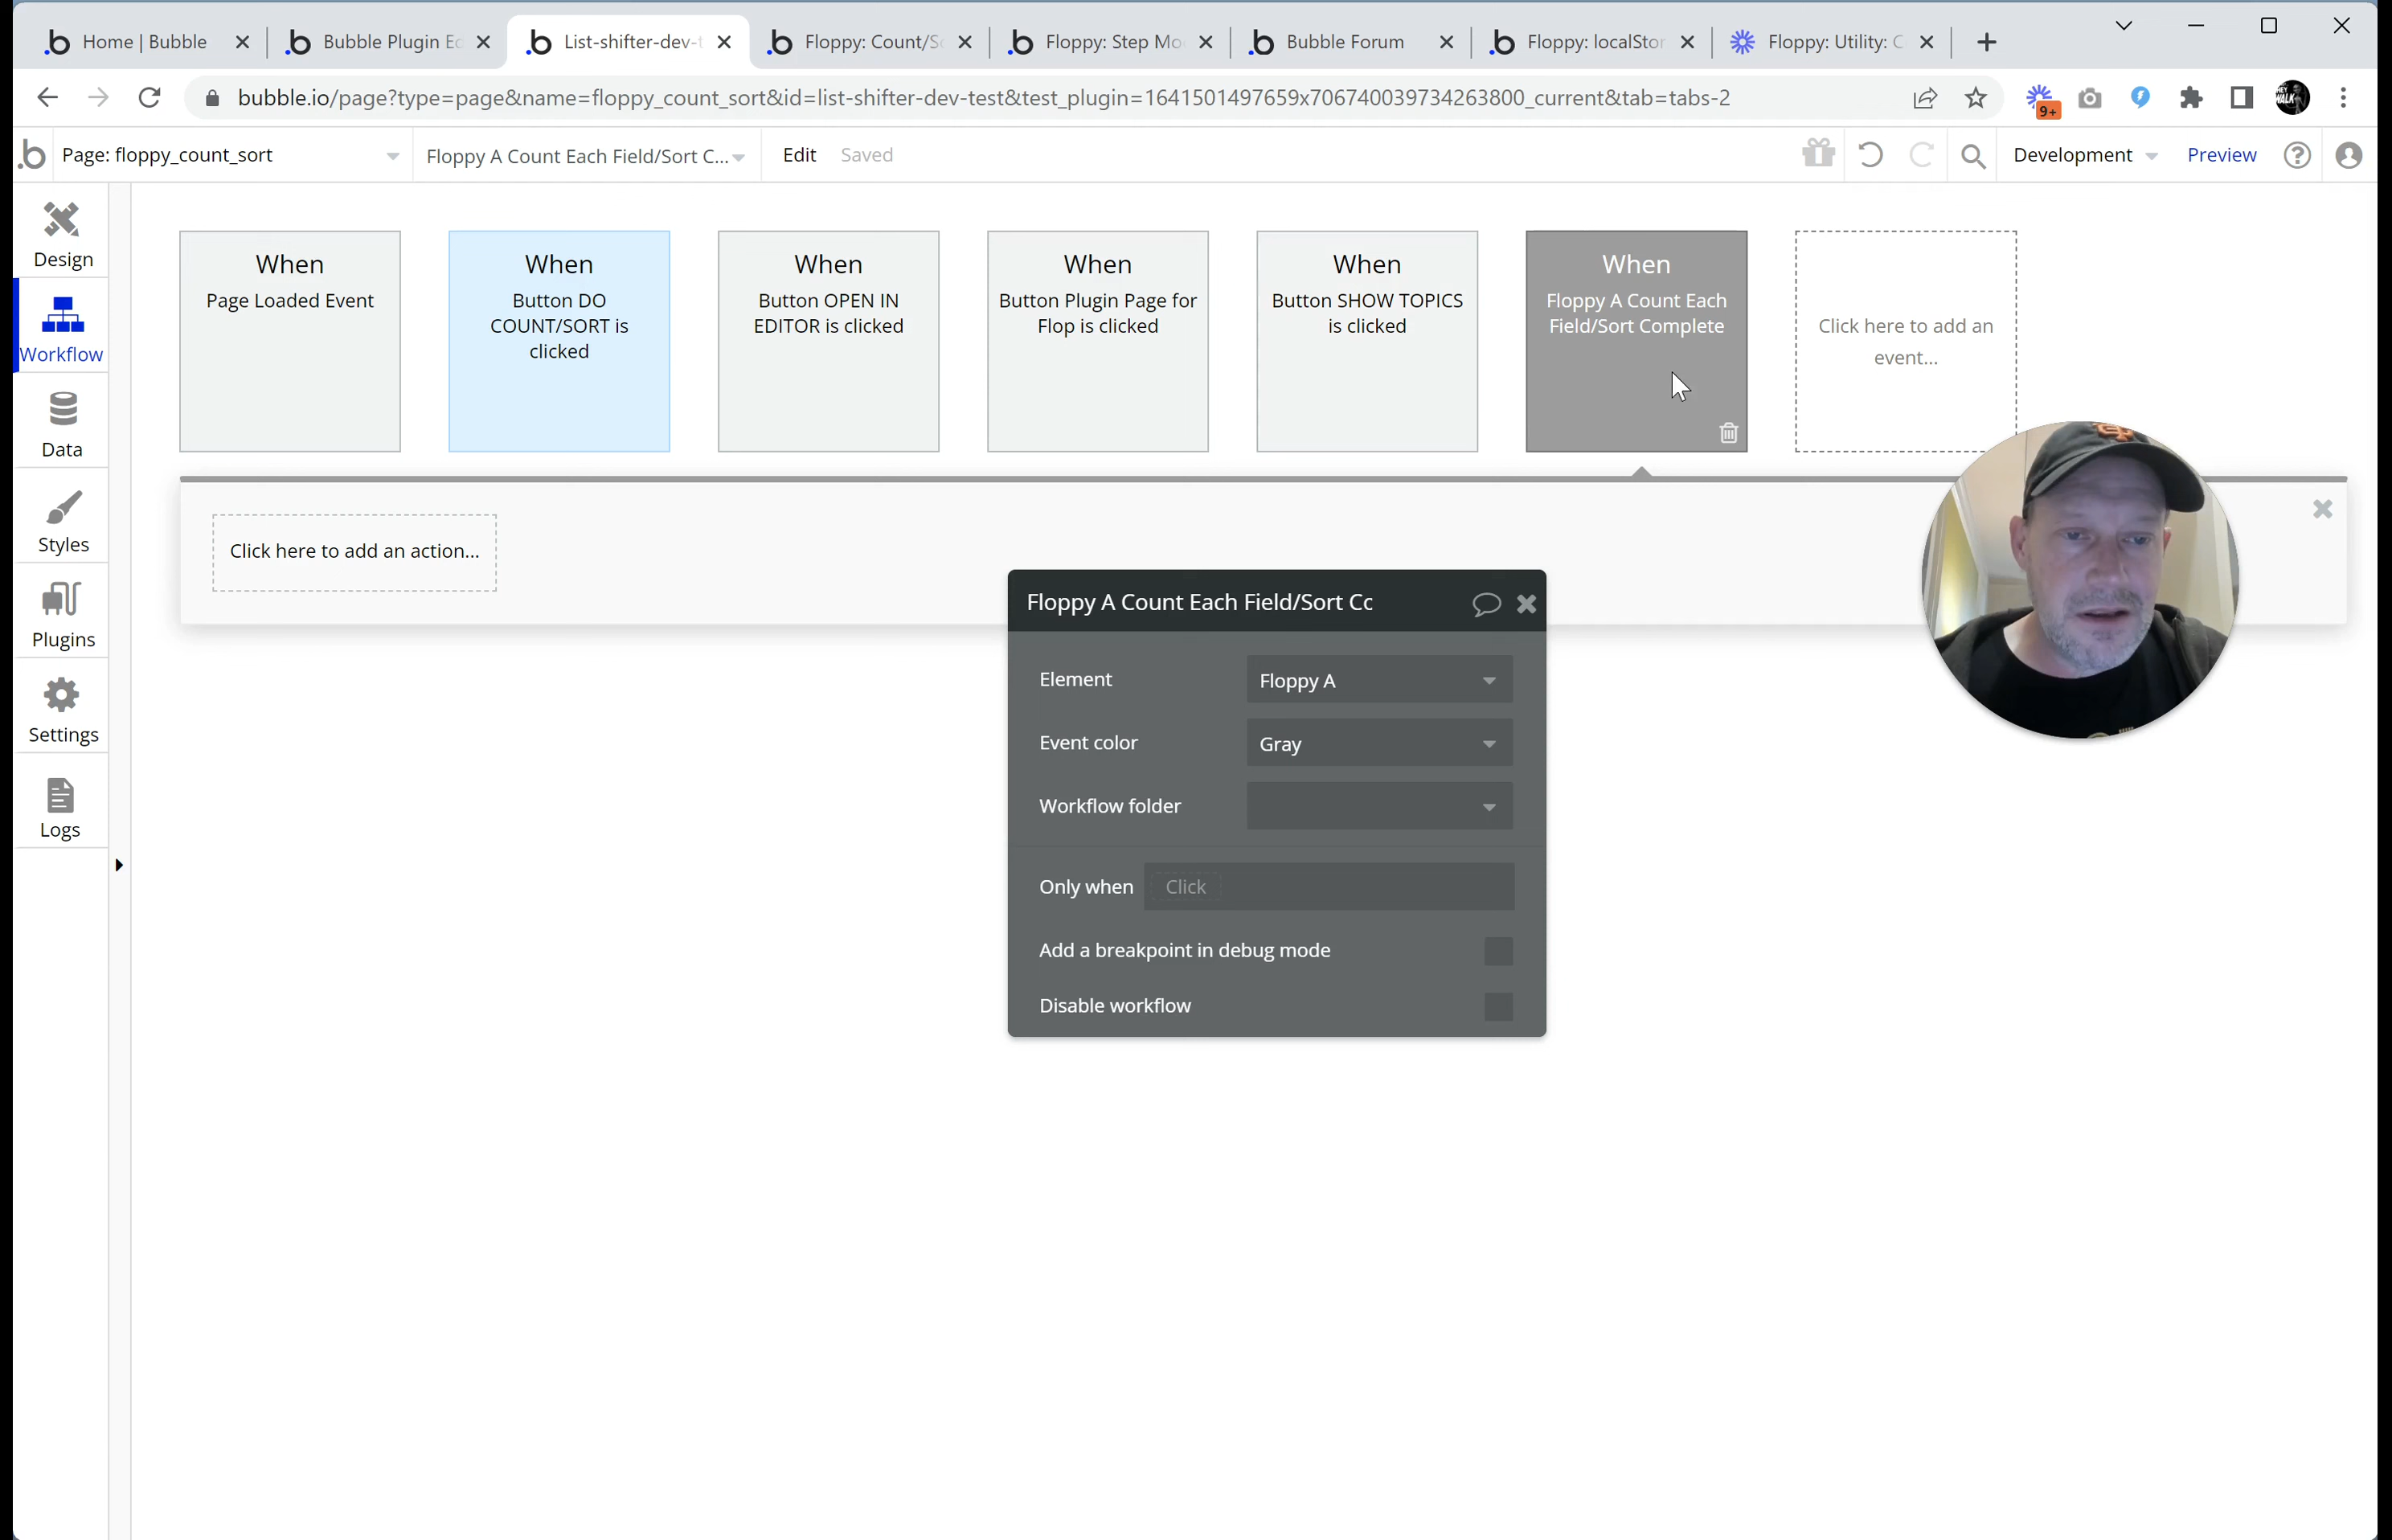 Home | Bubble
Bubble Plugin Ec
List-shifter-dev-t
Floppy: Count/So
Floppy: Step Mo
Bubble Forum
Floppy: localStor
Floppy: Utility: C
bubble.io/page?type=page&name=floppy_count_sort&id=list-shifter-dev-test&test_plugin=1641501497659x706740039734263800_current&tab=tabs-2
9+
Page: floppy_count_sort
Floppy A Count Each Field/Sort C...
Edit
Saved
Development
Preview
Design
Workflow
Data
Styles
Plugins
Settings
Logs
When
Page Loaded Event
When
Button DO
COUNT/SORT is
clicked
When
Button OPEN IN
EDITOR is clicked
When
Button Plugin Page for
Flop is clicked
When
Button SHOW TOPICS
is clicked
When
Floppy A Count Each
Field/Sort Complete
Click here to add an
event...
Click here to add an action...
Floppy A Count Each Field/Sort Cc
Element
Floppy A
Event color
Gray
Workflow folder
Only when
Click
Add a breakpoint in debug mode
Disable workflow